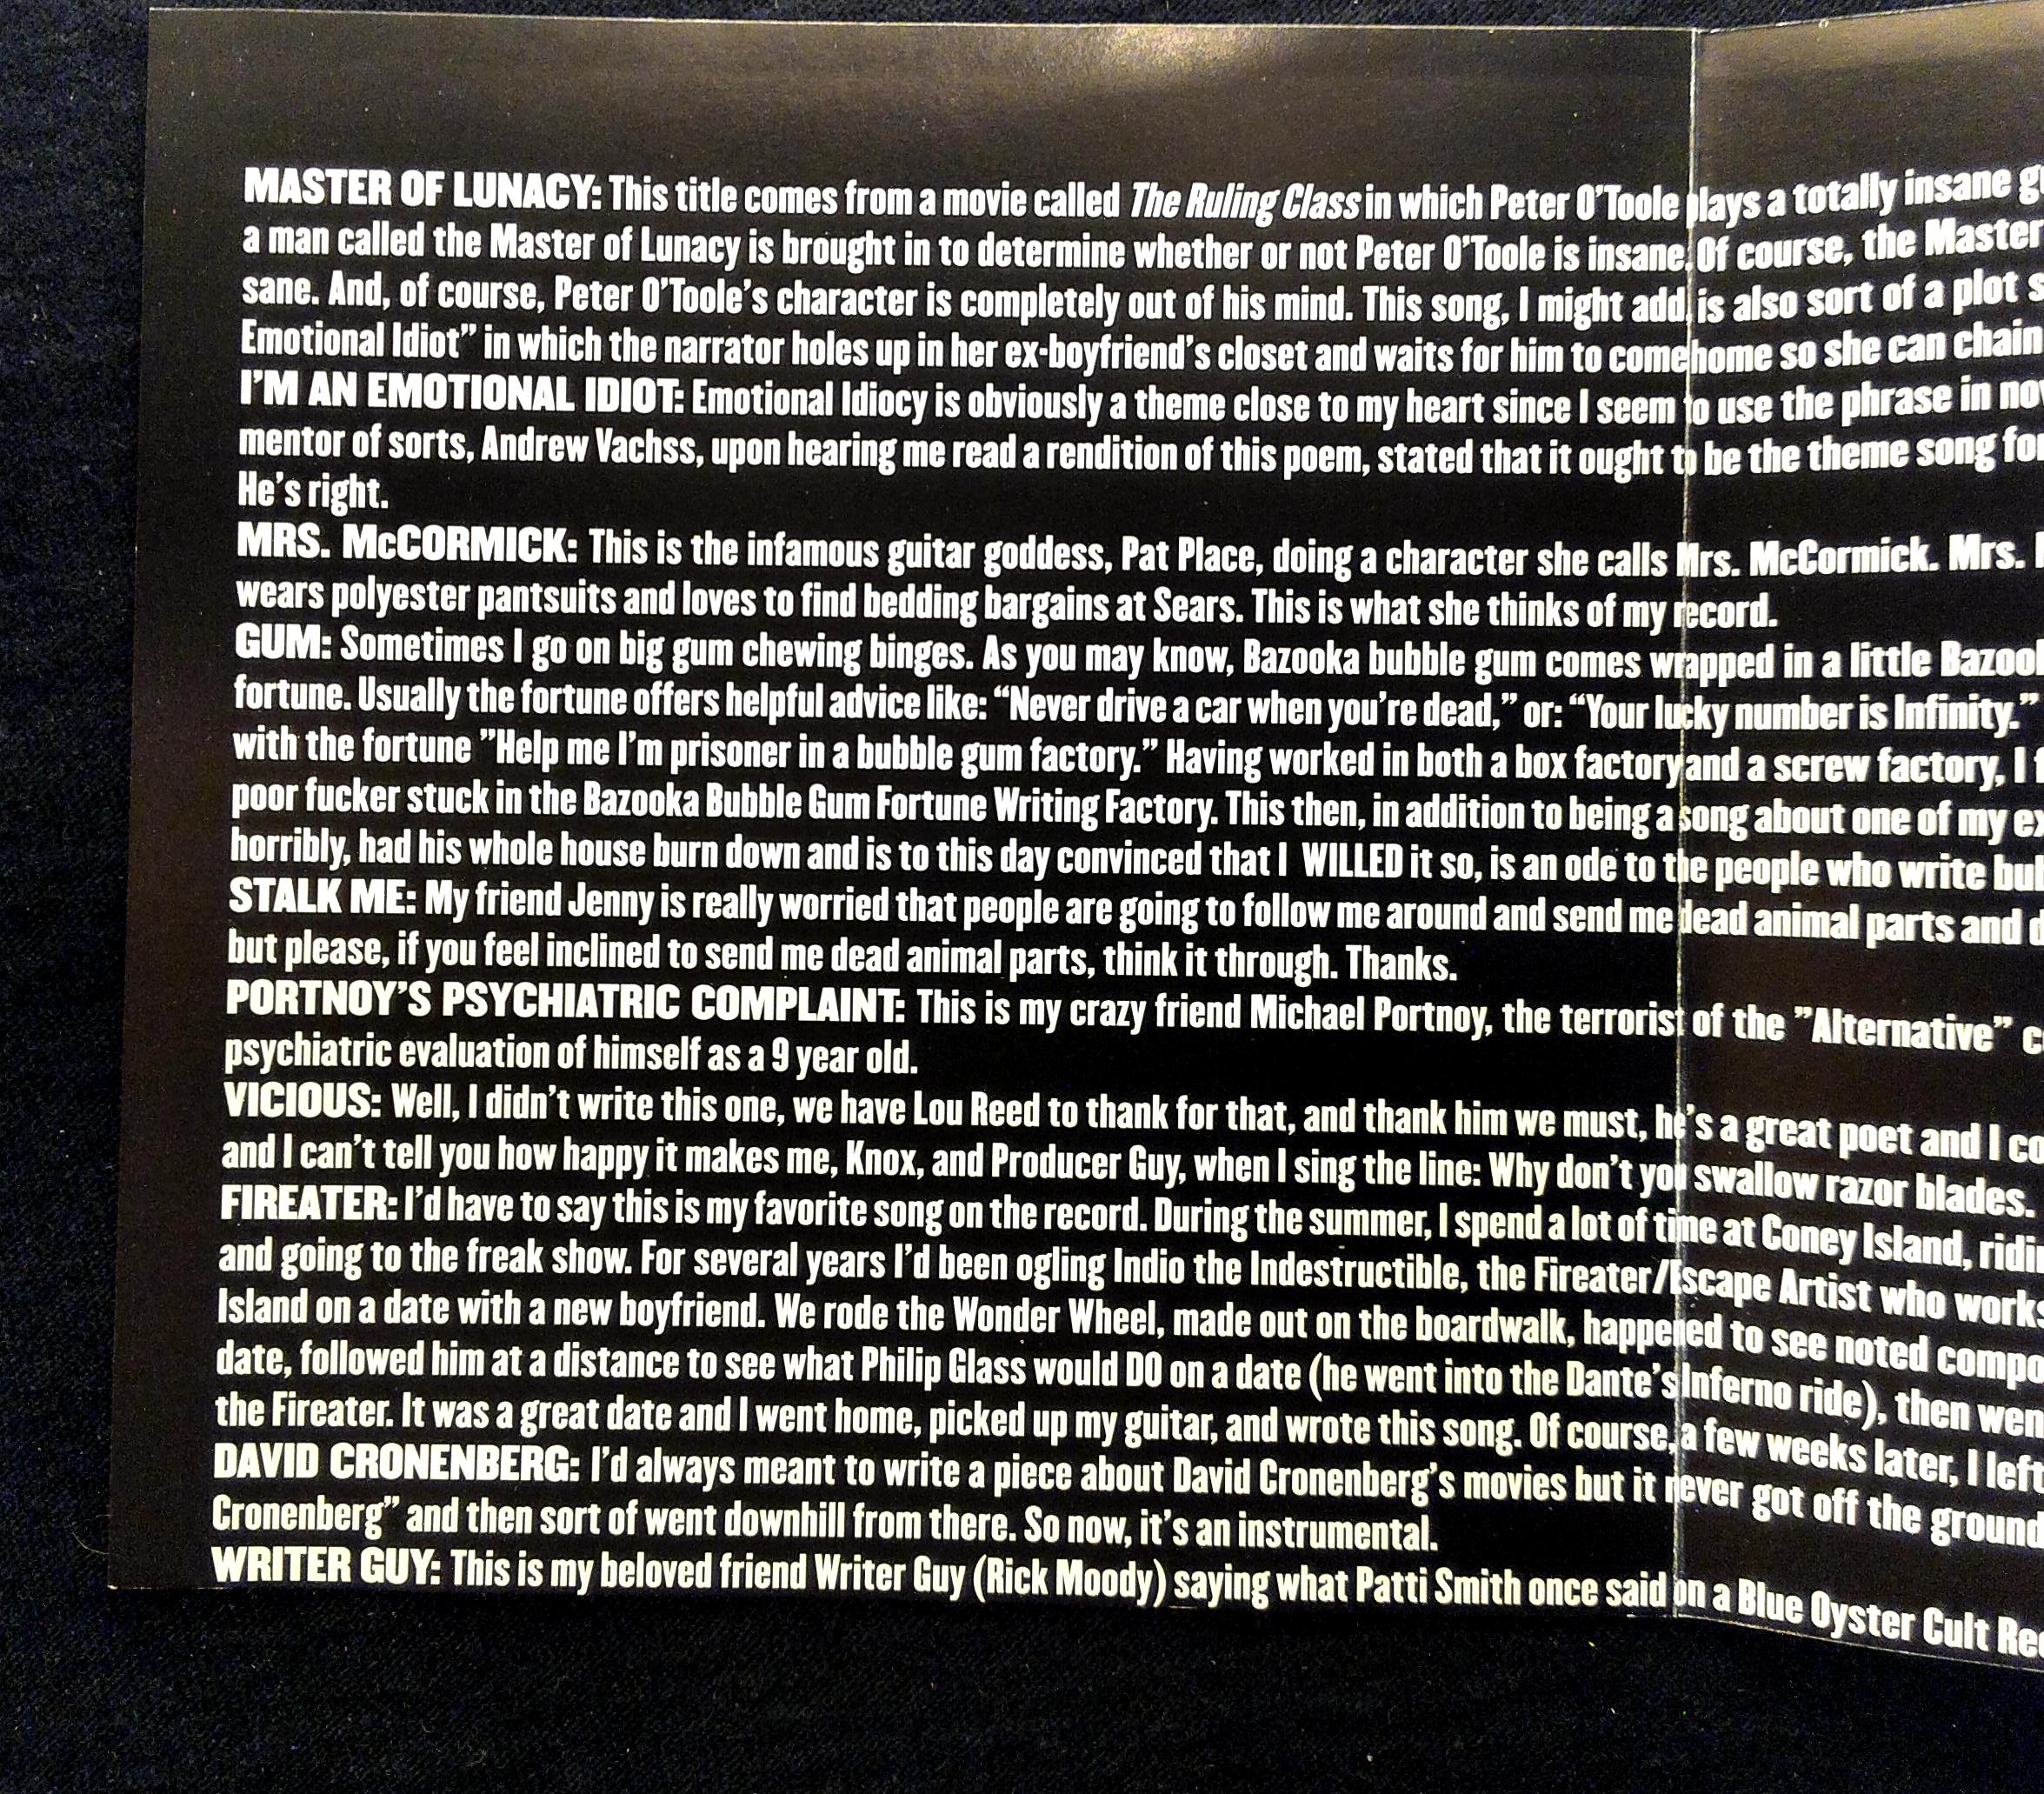 MASTER OF LUNACY: This title comes from a movie called The Ruling Class in which Peter O'Toole plays a totally insane
a man called the Master of Lunacy is brought in to determine whether or not Peter O'Toole is insane. Of course, the Master
sane. And, of course, Peter O'Toole's character is completely out of his mind. This song, I might add, is also sort of a plot
Emotional Idiot" in which the narrator holes up in her ex-boyfriend's closet and waits for him to come home so she can chain
I'M AN EMOTIONAL IDIOT: Emotional Idiocy is obviously a theme close to my heart since I seem to use the phrase in
mentor of sorts, Andrew Vachss, upon hearing me read a rendition of this poem, stated that it ought to be the theme song for
He's right.
MRS. McCORMICK: This is the infamous guitar goddess, Pat Place, doing a character she calls Mrs. McCormick. Mrs.
wears polyester pantsuits and loves to find bedding bargains at Sears. This is what she thinks of my record.
GUM: Sometimes I go on big gum chewing binges. As you may know, Bazooka bubble gum comes wrapped in a little
fortune. Usually the fortune offers helpful advice like: "Never drive a car when you're dead," or: "Your lucky number is Infinity."
with the fortune "Help me I'm prisoner in a bubble gum factory." Having worked in both a box factory and a screw factory, I
poor fucker stuck in the Bazooka Bubble Gum Fortune Writing Factory. This then, in addition to being a song about one of my
horribly, had his whole house burn down and is to this day convinced that I WILLED it so, is an ode to the people who write
STALK ME: My friend Jenny is really worried that people are going to follow me around and send me dead animal parts and
but please, if you feel inclined to send me dead animal parts, think it through. Thanks.
PORTNOY'S PSYCHIATRIC COMPLAINT: This is my crazy friend Michael Portnoy, the terrorist of the "Alternative"
psychiatric evaluation of himself as a 9 year old.
VICIOUS: Well, I didn't write this one, we have Lou Reed to thank for that, and thank him we must, he's a great poet and I
and I can't tell you how happy it makes me, Knox, and Producer Guy, when I sing the line: Why don't you swallow razor blades.
FIREATER: I'd have to say this is my favorite song on the record. During the summer, I spend a lot of time at Coney Island,
and going to the freak show. For several years I'd been ogling Indio the Indestructible, the Fireater/Escape Artist who works
Island on a date with a new boyfriend. We rode the Wonder Wheel, made out on the boardwalk, happened to see noted
date, followed him at a distance to see what Philip Glass would DO on a date (he went into the Dante's Inferno ride), then
the Fireater. It was a great date and I went home, picked up my guitar, and wrote this song. Of course, a few weeks later, I left
DAVID CRONENBERG: I'd always meant to write a piece about David Cronenberg's movies but it never got off the ground
Cronenberg" and then sort of went downhill from there. So now, it's an instrumental.
WRITER GUY: This is my beloved friend Writer Guy (Rick Moody) saying what Patti Smith once said on a Blue Oyster Cult